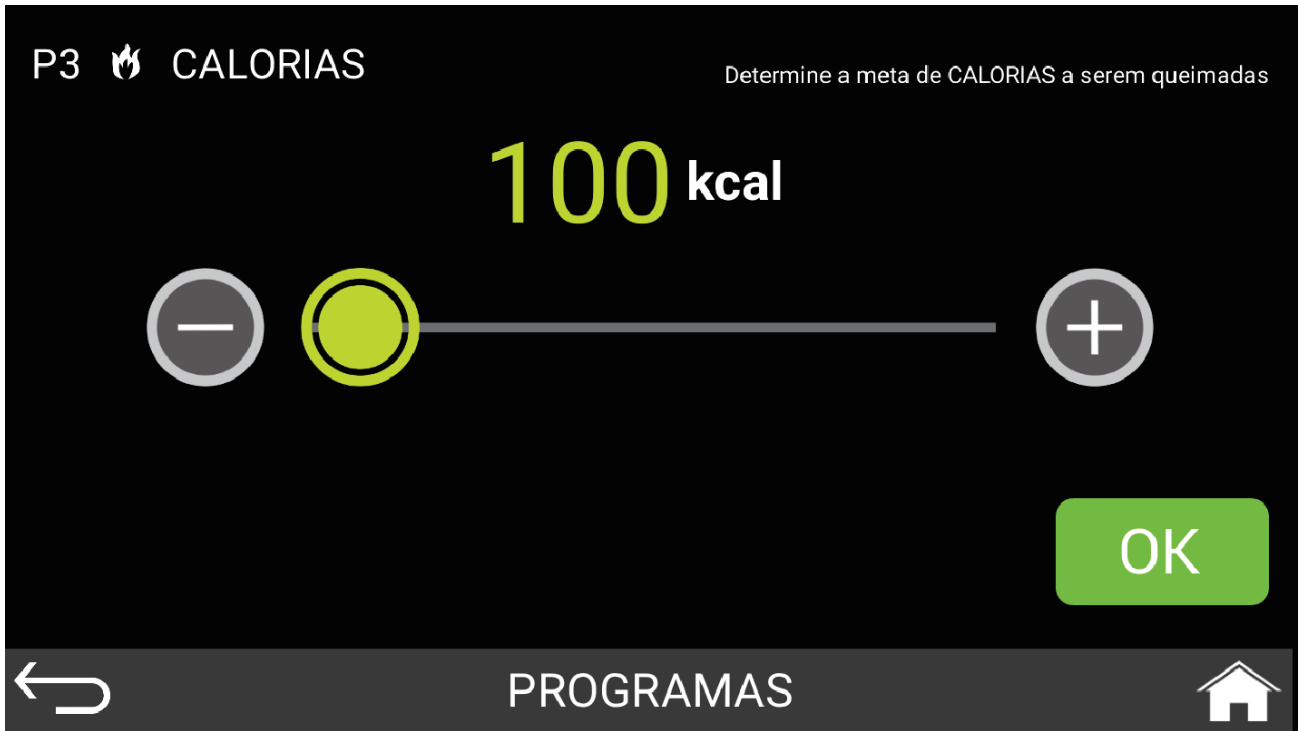 P3 CALORIAS
Determine a meta de CALORIAS a serem queimadas
100 kcal
OK
PROGRAMAS